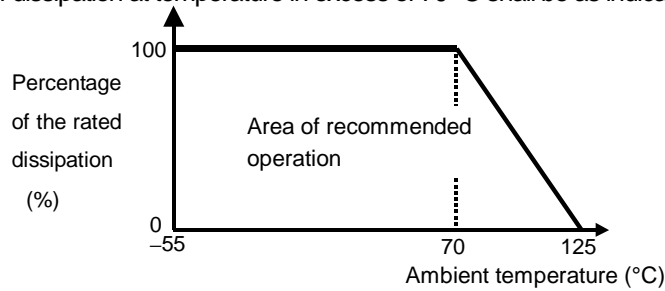 dissipation at temperature in excess of 70 °C shall be as indica
100
Percentage
of the rated
dissipation
(%)
Area of recommended
operation
0
−55
70
125
Ambient temperature (°C)